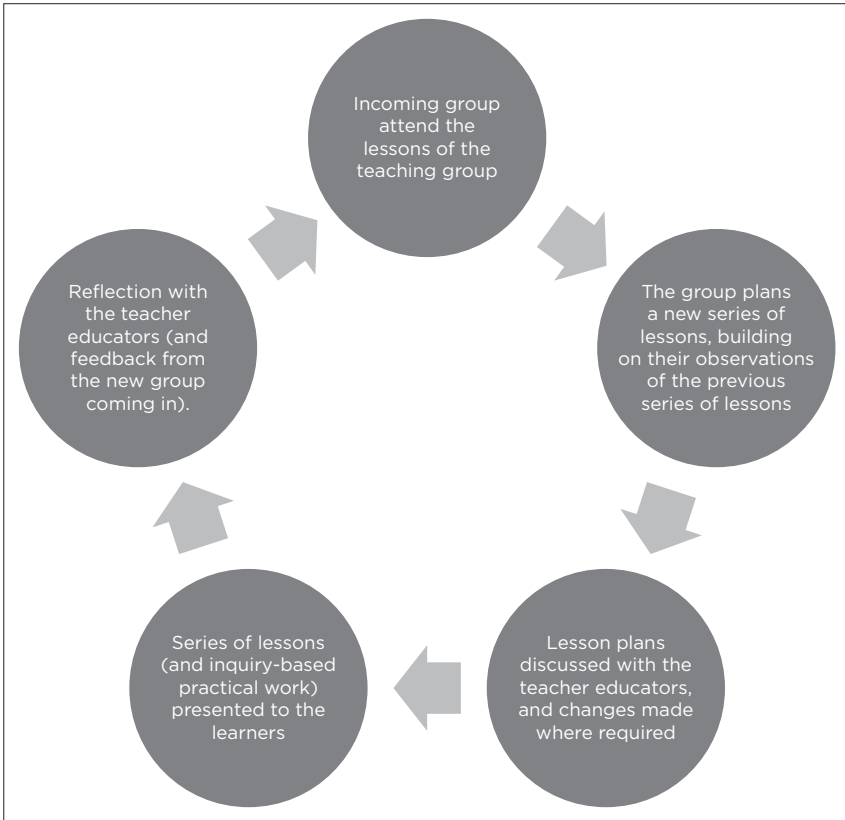 Incoming group
attend the
lessons of the
teaching group
The group plans
a new series of
lessons, building
on their observations
of the previous
series of lessons
Lesson plans
discussed with the
teacher educators,
and changes made
where required
Series of lessons
(and inquiry-based
practical work)
presented to the
learners
Reflection with
the teacher
educators (and
feedback from
the new group
coming in).